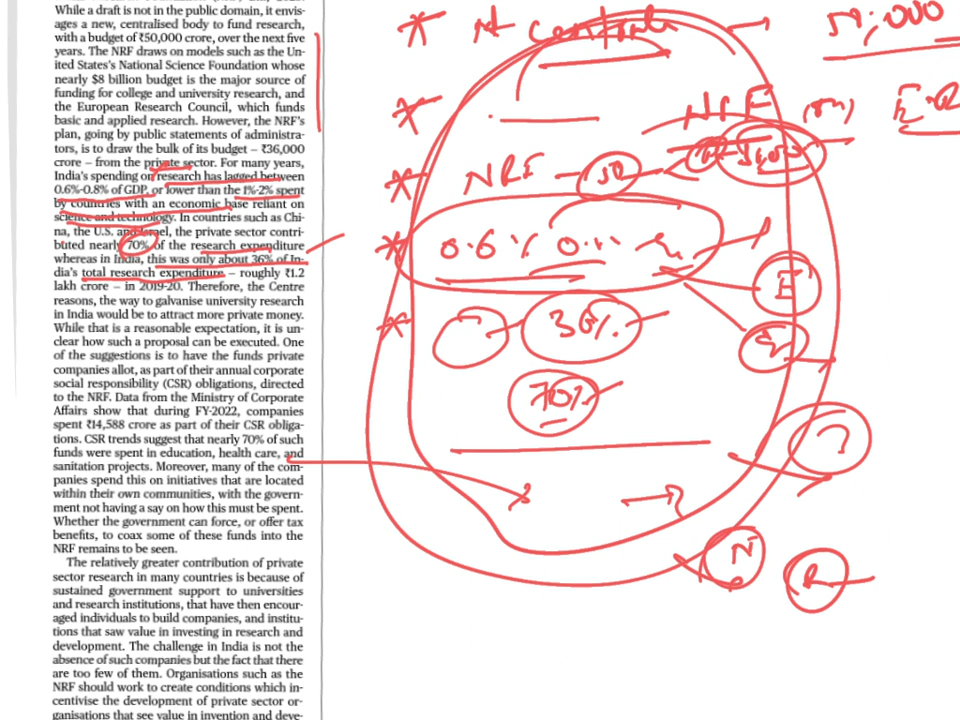 While a draft is not in the public domain, it envis-
ages a new, centralised body to fund research,
with a budget of ₹50,000 crore, over the next five
years. The NRF draws on models such as the Un-
ited States's National Science Foundation whose
nearly $8 billion budget is the major source of
funding for college and university research, and
the European Research Council, which funds
basic and applied research. However, the NRF's
plan, going by public statements of administra-
tors, is to draw the bulk of its budget – ₹36,000
crore – from the private sector. For many years,
India's spending on research has lagged between
0.6%-0.8% of GDP, or lower than the 1%-2% spent
by countries with an economic base reliant on
science and technology. In countries such as Chi-
na, the U.S. and Israel, the private sector contri-
buted nearly 70% of the research expenditure
whereas in India, this was only about 36% of In-
dia's total research expenditure – roughly ₹1.2
lakh crore – in 2019-20. Therefore, the Centre
reasons, the way to galvanise university research
in India would be to attract more private money.
While that is a reasonable expectation, it is un-
clear how such a proposal can be executed. One
of the suggestions is to have the funds private
companies allot, as part of their annual corporate
social responsibility (CSR) obligations, directed
to the NRF. Data from the Ministry of Corporate
Affairs show that during FY-2022, companies
spent ₹14,588 crore as part of their CSR obliga-
tions. CSR trends suggest that nearly 70% of such
funds were spent in education, health care, and
sanitation projects. Moreover, many of the com-
panies spend this on initiatives that are located
within their own communities, with the govern-
ment not having a say on how this must be spent.
Whether the government can force, or offer tax
benefits, to coax some of these funds into the
NRF remains to be seen.
The relatively greater contribution of private
sector research in many countries is because of
sustained government support to universities
and research institutions, that have then encour-
aged individuals to build companies, and institu-
tions that saw value in investing in research and
development. The challenge in India is not the
absence of such companies but the fact that there
are too few of them. Organisations such as the
NRF should work to create conditions which in-
centivise the development of private sector or-
ganisations that see value in invention and deve-
50,000
NRF
0.6%
E
36%
70%
?
N
R